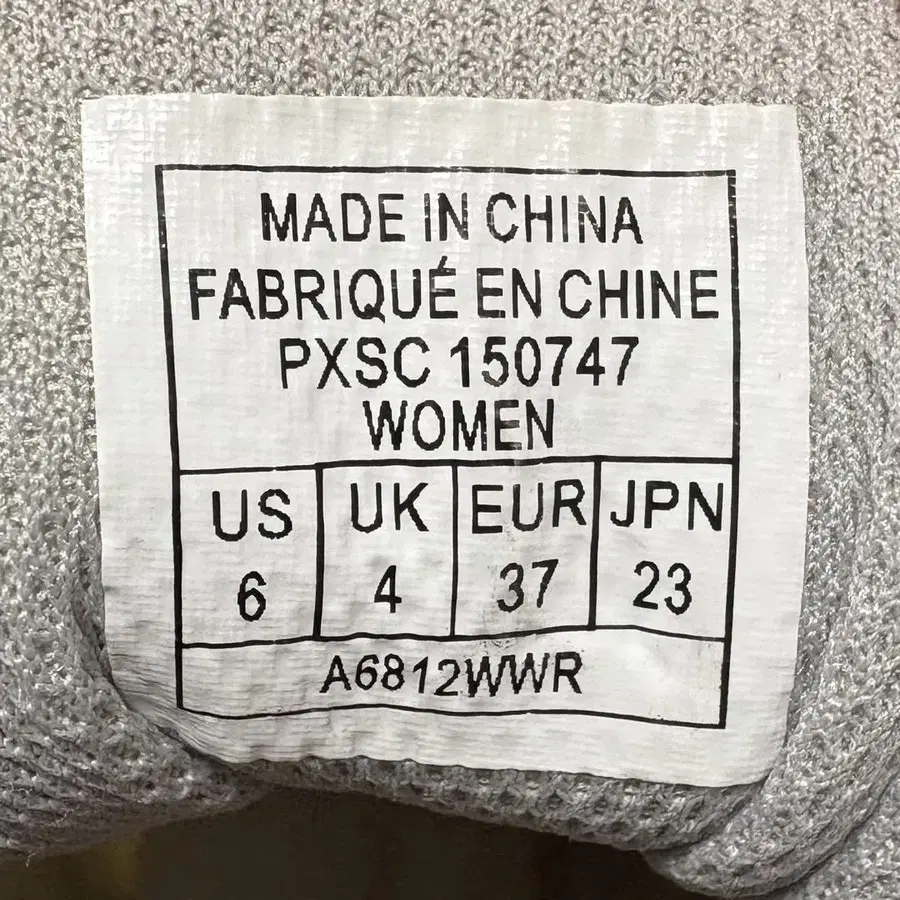 MADE IN CHINA
FABRIQUÉ EN CHINE
PXSC 150747
WOMEN
US UK EUR JPN
6 4 37 23
A6812WWR